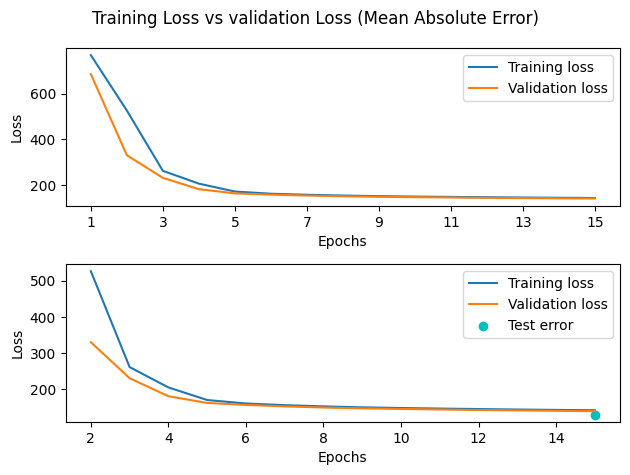 Training Loss vs validation Loss (Mean Absolute Error)
Training loss
Validation loss
600
400
200
Loss
1 3 5 7 9 11 13 15
Epochs
Training loss
Validation loss
Test error
500
400
300
200
Loss
2 4 6 8 10 12 14
Epochs